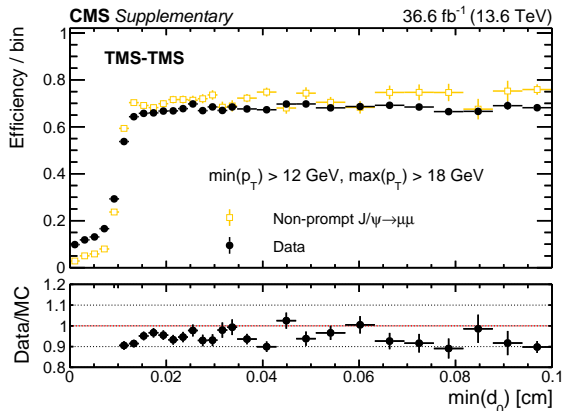 CMS Supplementary 36.6 fb⁻¹ (13.6 TeV)
Efficiency / bin
1
0.8
0.6
0.4
0.2
0
TMS-TMS
min(p_T) > 12 GeV, max(p_T) > 18 GeV
Non-prompt J/ψ→μμ
Data
Data/MC
1.2
1.1
1
0.9
0.8
0 0.02 0.04 0.06 0.08 0.1
min(d_0) [cm]